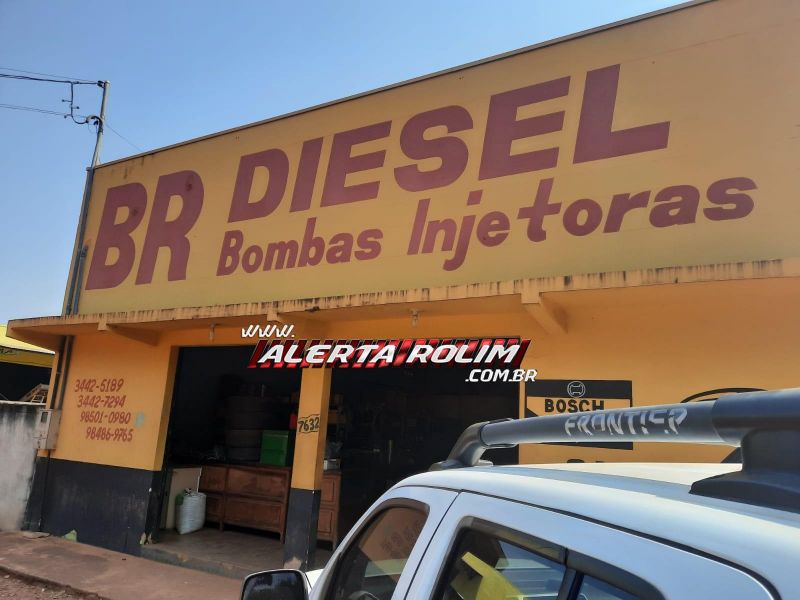 BR DIESEL
Bombas Injetoras
www.
ALERTA ROLIM
.COM.BR
3442-5189
3442-7294
98501-0980
98486-9765
7632
BOSCH
FRONTIER